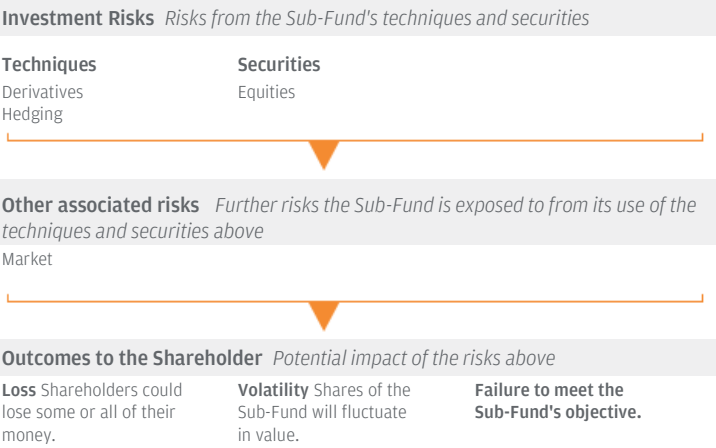 Investment Risks Risks from the Sub-Fund's techniques and securities
Techniques
Derivatives
Hedging
Securities
Equities
Other associated risks Further risks the Sub-Fund is exposed to from its use of the
techniques and securities above
Market
Outcomes to the Shareholder Potential impact of the risks above
Loss Shareholders could
lose some or all of their
money.
Volatility Shares of the
Sub-Fund will fluctuate
in value.
Failure to meet the
Sub-Fund's objective.